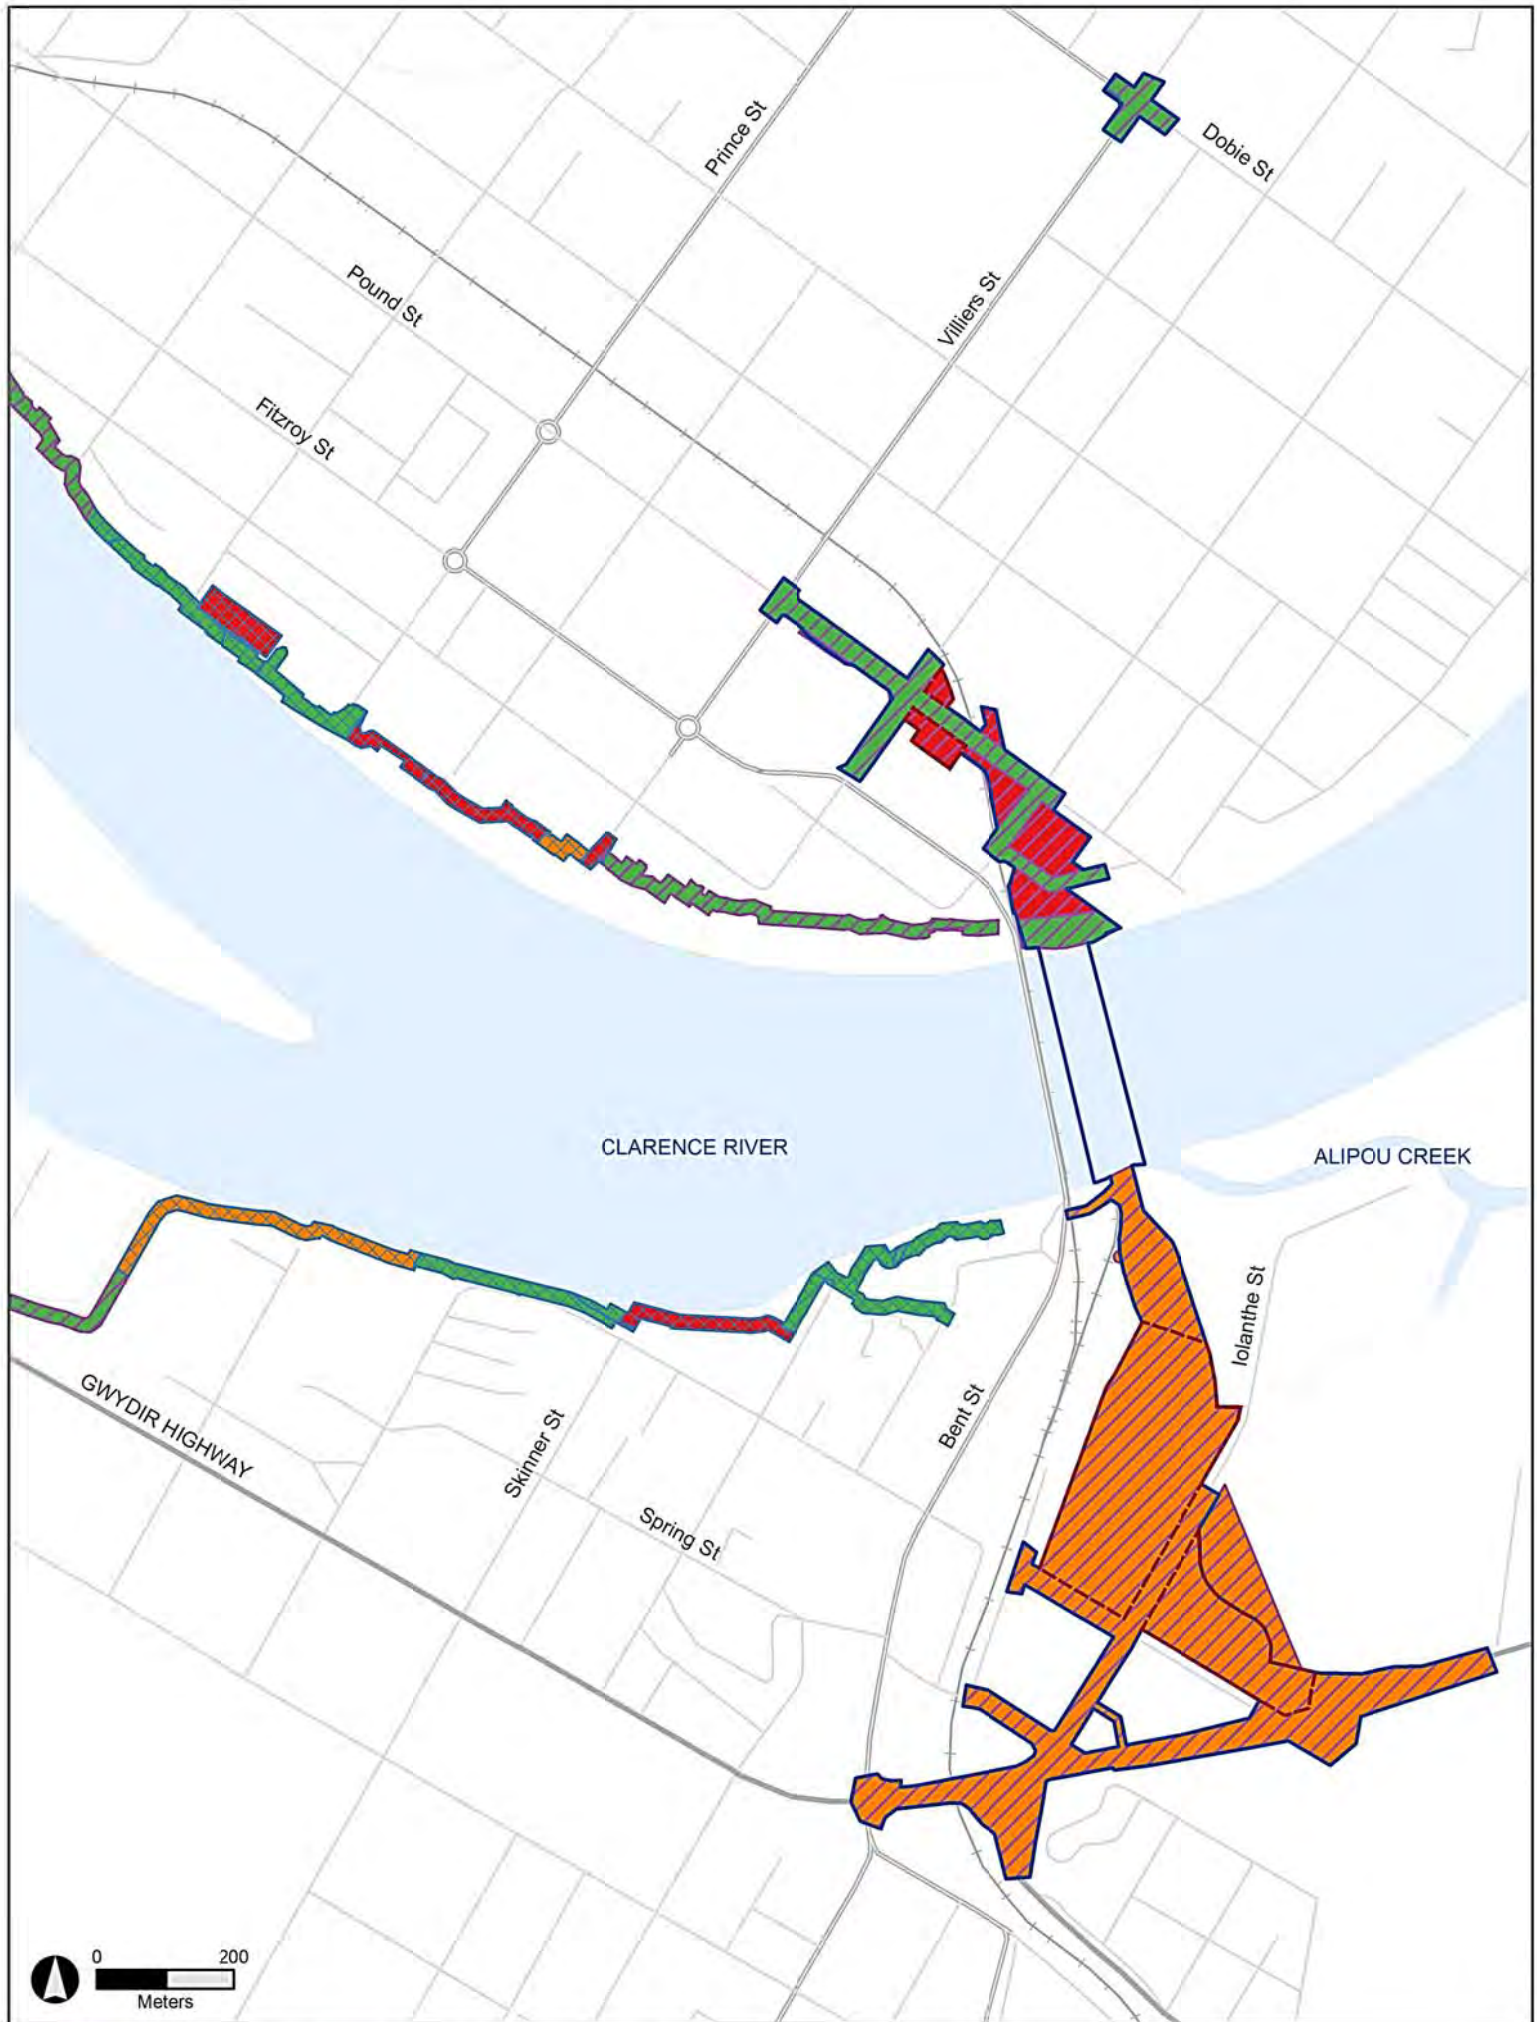 Prince St
Dobie St
Villiers St
Pound St
Fitzroy St
CLARENCE RIVER
ALIPOU CREEK
Iolanthe St
GWYDIR HIGHWAY
Skinner St
Bent St
Spring St
0 200
Meters